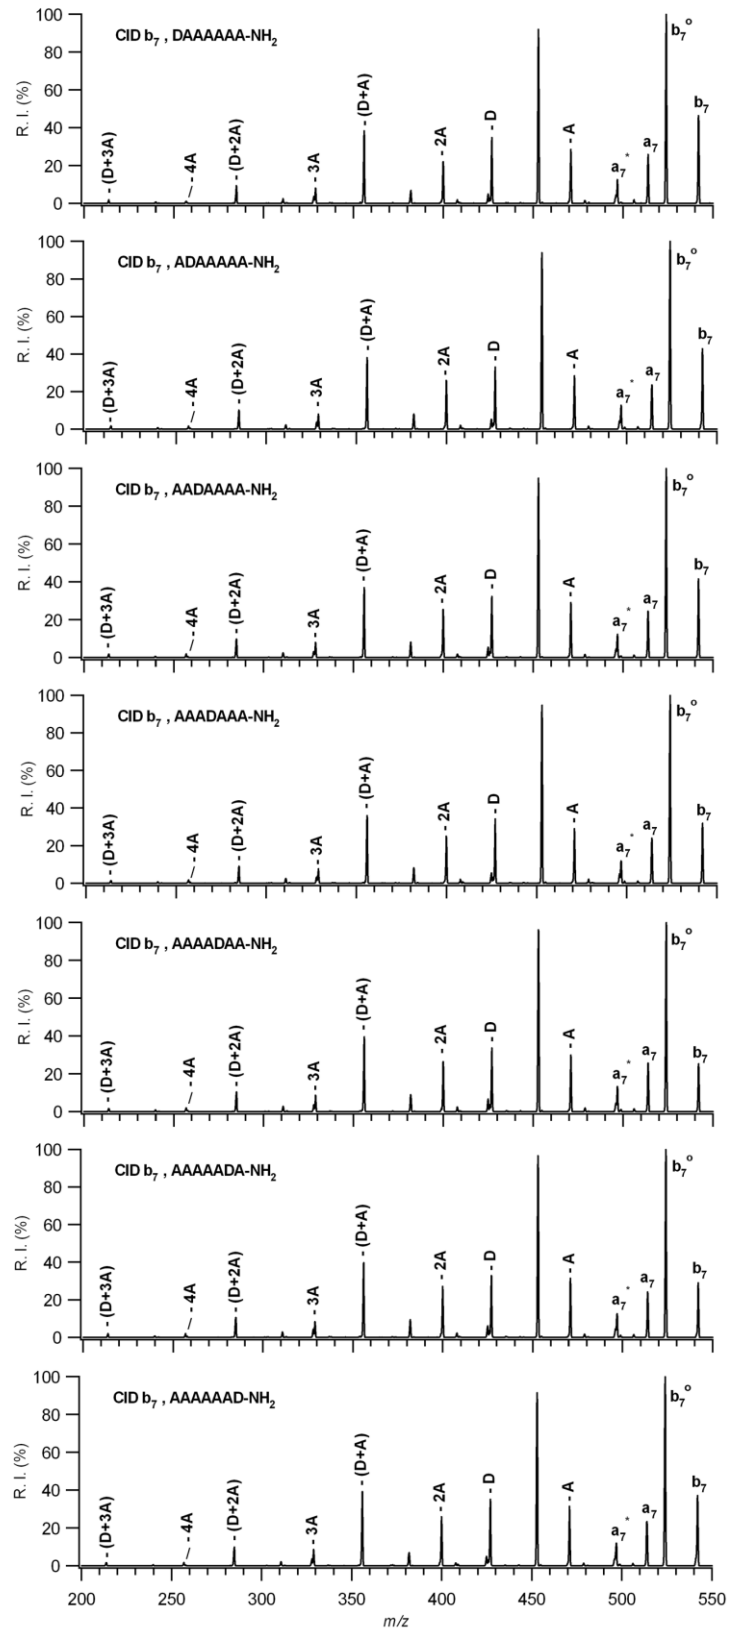 CID b7 , DAAAAAA-NH2
R. I. (%)
100
80
60
40
20
0
(D+3A)
4A
(D+2A)
3A
(D+A)
2A
D
A
a7*
a7
b7o
b7
CID b7 , ADAAAAA-NH2
R. I. (%)
100
80
60
40
20
0
(D+3A)
4A
(D+2A)
3A
(D+A)
2A
D
A
a7*
a7
b7o
b7
CID b7 , AADAAAA-NH2
R. I. (%)
100
80
60
40
20
0
(D+3A)
4A
(D+2A)
3A
(D+A)
2A
D
A
a7*
a7
b7o
b7
CID b7 , AAADAAA-NH2
R. I. (%)
100
80
60
40
20
0
(D+3A)
4A
(D+2A)
3A
(D+A)
2A
D
A
a7*
a7
b7o
b7
CID b7 , AAAADAA-NH2
R. I. (%)
100
80
60
40
20
0
(D+3A)
4A
(D+2A)
3A
(D+A)
2A
D
A
a7*
a7
b7o
b7
CID b7 , AAAAADA-NH2
R. I. (%)
100
80
60
40
20
0
(D+3A)
4A
(D+2A)
3A
(D+A)
2A
D
A
a7*
a7
b7o
b7
CID b7 , AAAAAAD-NH2
R. I. (%)
100
80
60
40
20
0
(D+3A)
4A
(D+2A)
3A
(D+A)
2A
D
A
a7*
a7
b7o
b7
200 250 300 350 400 450 500 550
m/z